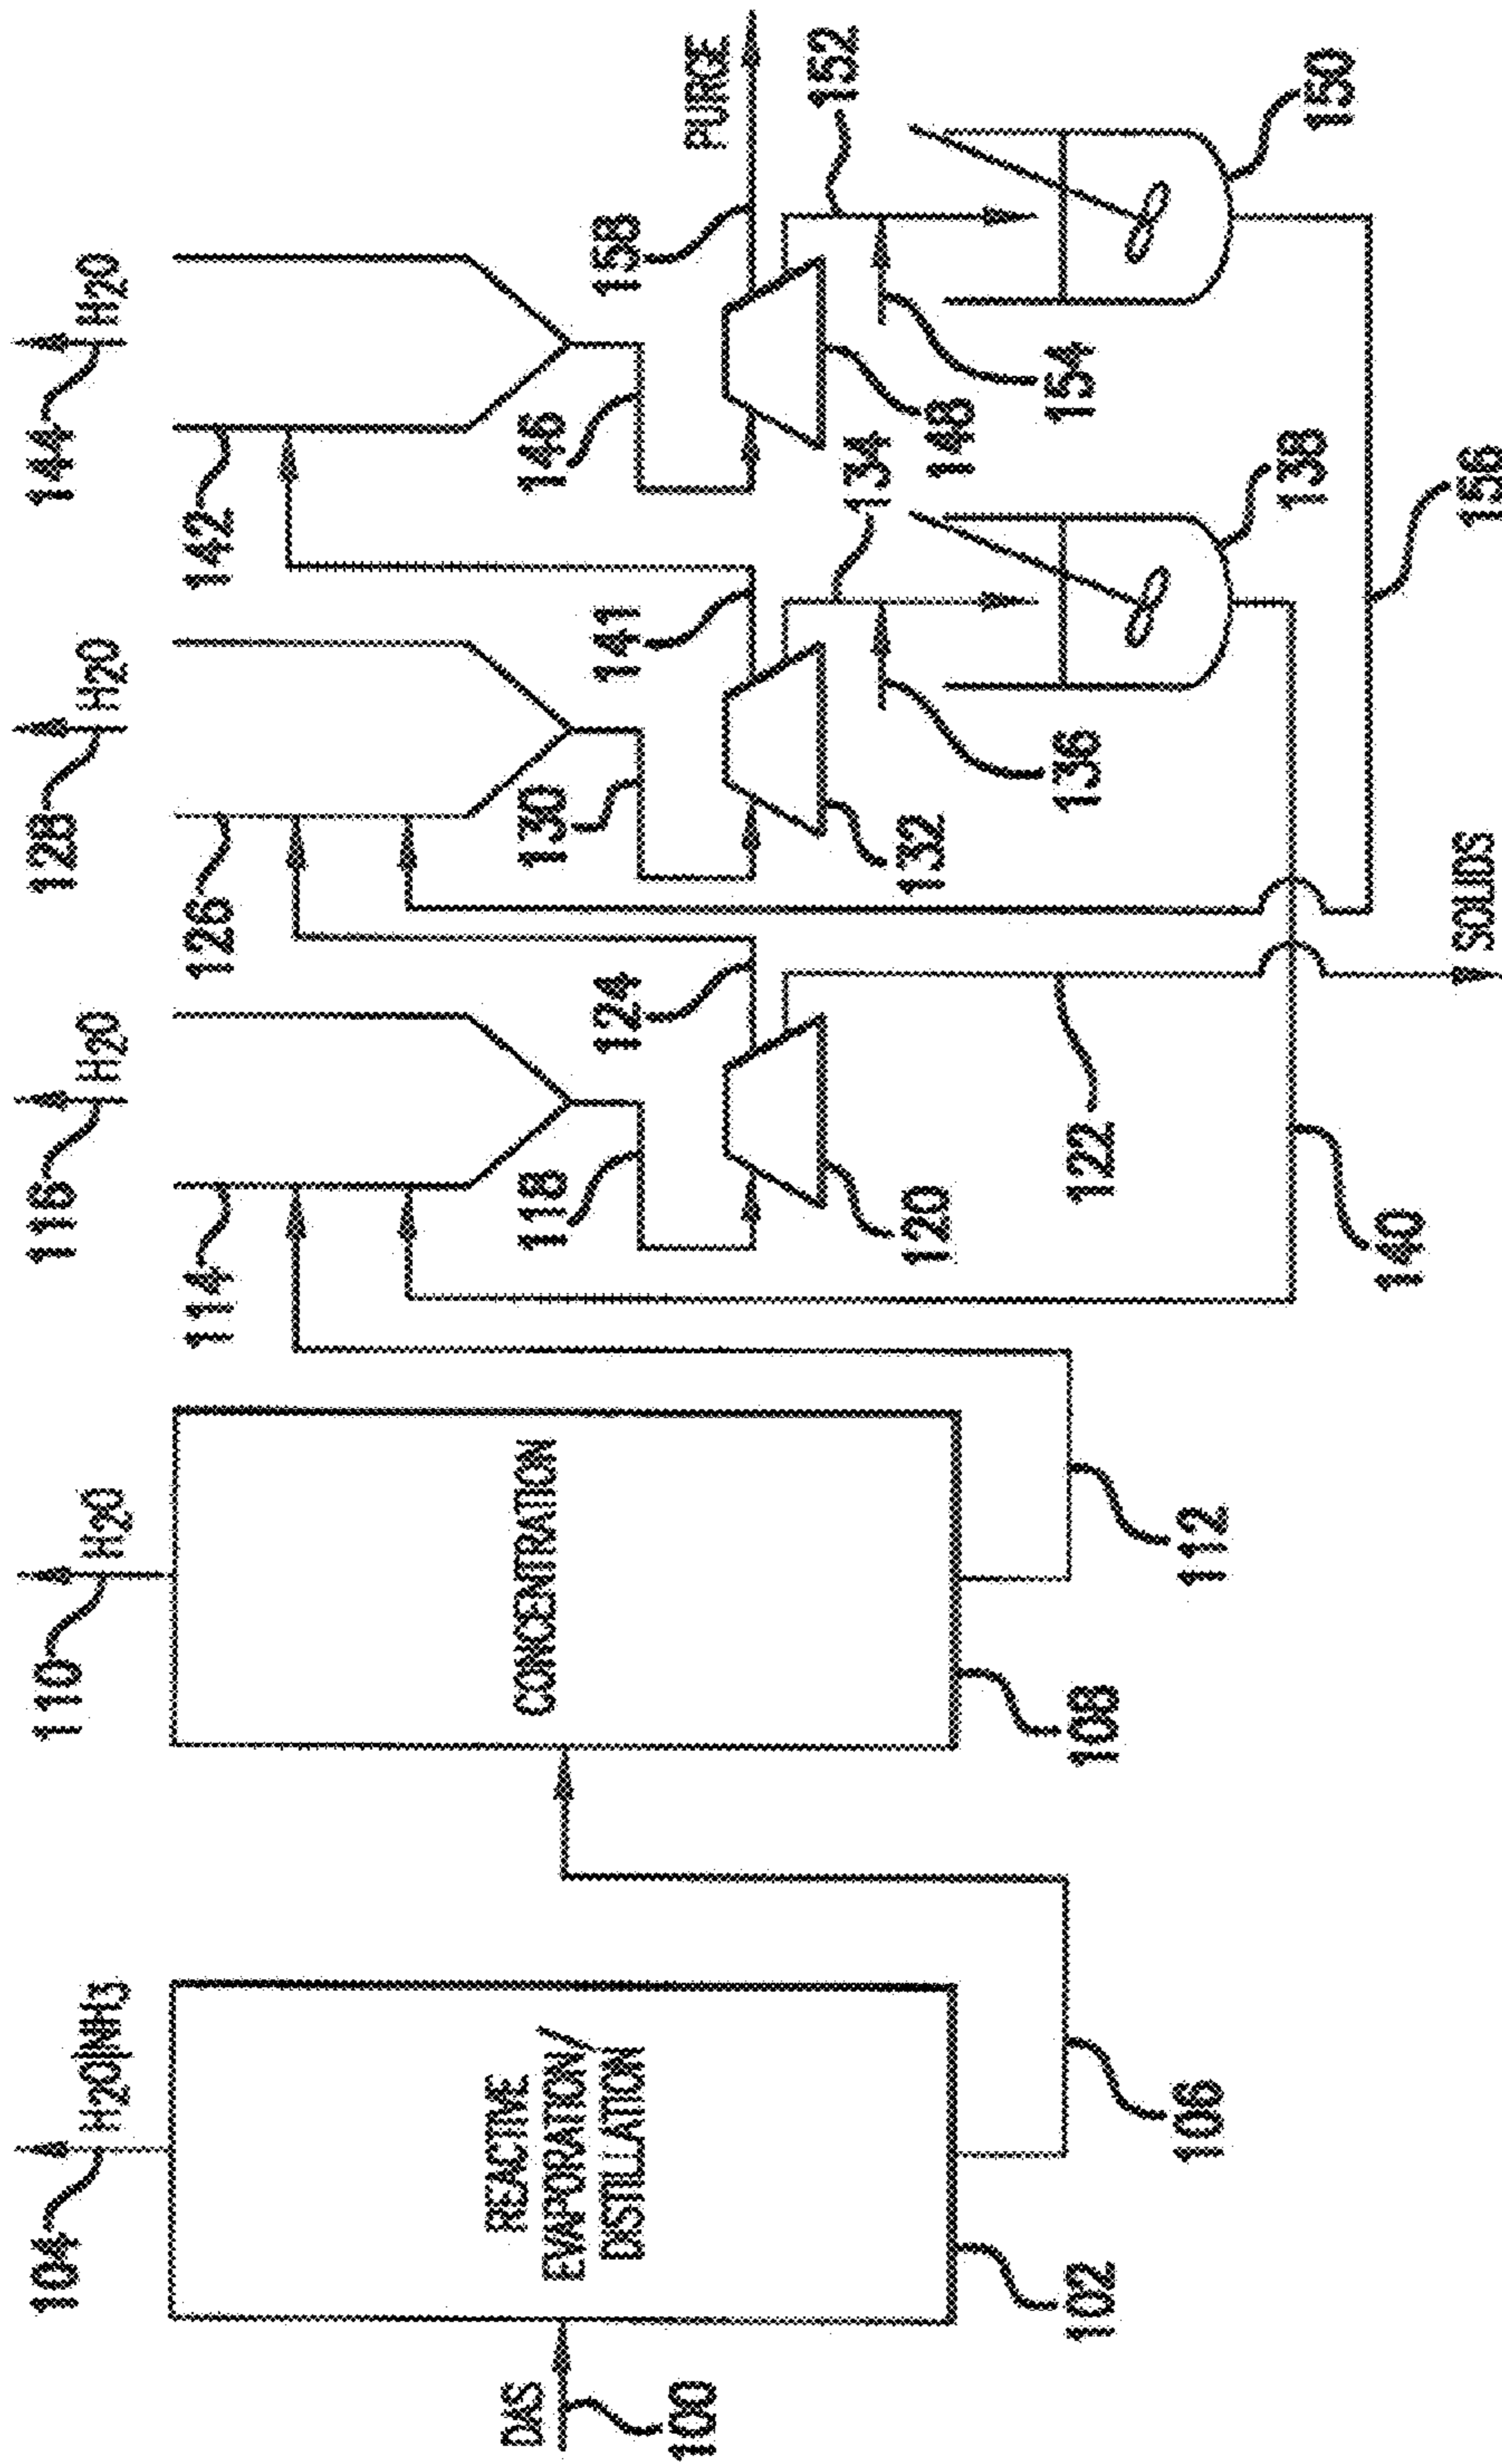 104
H₂O|NH₃
110
H₂O
116
H₂O
128
H₂O
144
H₂O
114
126
142
DAS
100
REACTIVE
EVAPORATION/
DISTILLATION
102
106
CONCENTRATION
108
112
118
124
120
122
130
141
132
134
136
146
158
PURGE
148
152
154
138
150
140
156
SOLIDS